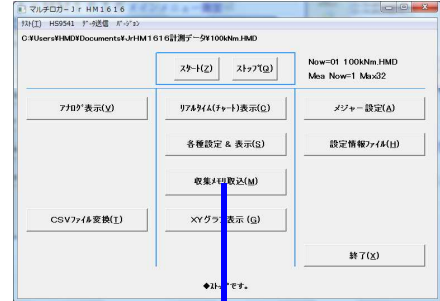 マルチロガーJr HM1616
ﾃｽﾄ(T) HS9541 ﾃﾞｰﾀ送信 ﾊﾞｰｼﾞｮﾝ
C:¥Users¥HMD¥Documents¥JrHM1616計測データ¥100kNm.HMD
スタート(Z) ストップ(Q)
Now=01 100kNm.HMD
Mea Now=1 Max32
アナログ表示(V) リアルタイム(チャート)表示(C) メジャー設定(A)
各種設定 & 表示(S) 設定情報ファイル(H)
収集メモリ取込(M)
CSVファイル変換(T) XYグラフ表示 (G)
終了(X)
◆ストップです。